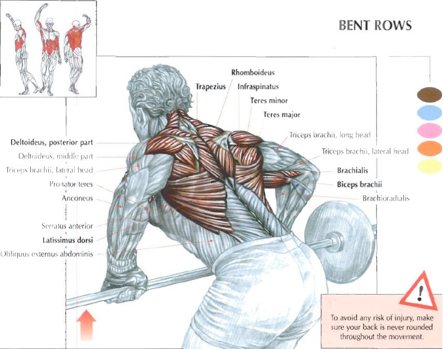 BENT ROWS
Rhomboideus
Trapezius
Infraspinatus
Teres minor
Teres major
Triceps brachii, long head
Triceps brachii, lateral head
Brachialis
Biceps brachii
Brachioradialis
Deltoideus, posterior part
Deltoideus, middle part
Triceps brachii, lateral head
Pronator teres
Anconeus
Serratus anterior
Latissimus dorsi
Obliquus externus abdominis
!
To avoid any risk of injury, make
sure your back is never rounded
throughout the movement.